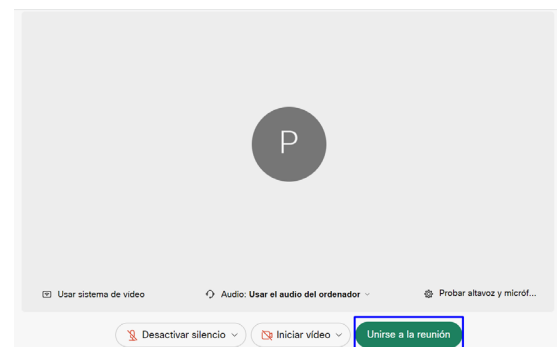 P
Usar sistema de vídeo
Audio: Usar el audio del ordenador
Probar altavoz y micróf...
Desactivar silencio
Iniciar vídeo
Unirse a la reunión